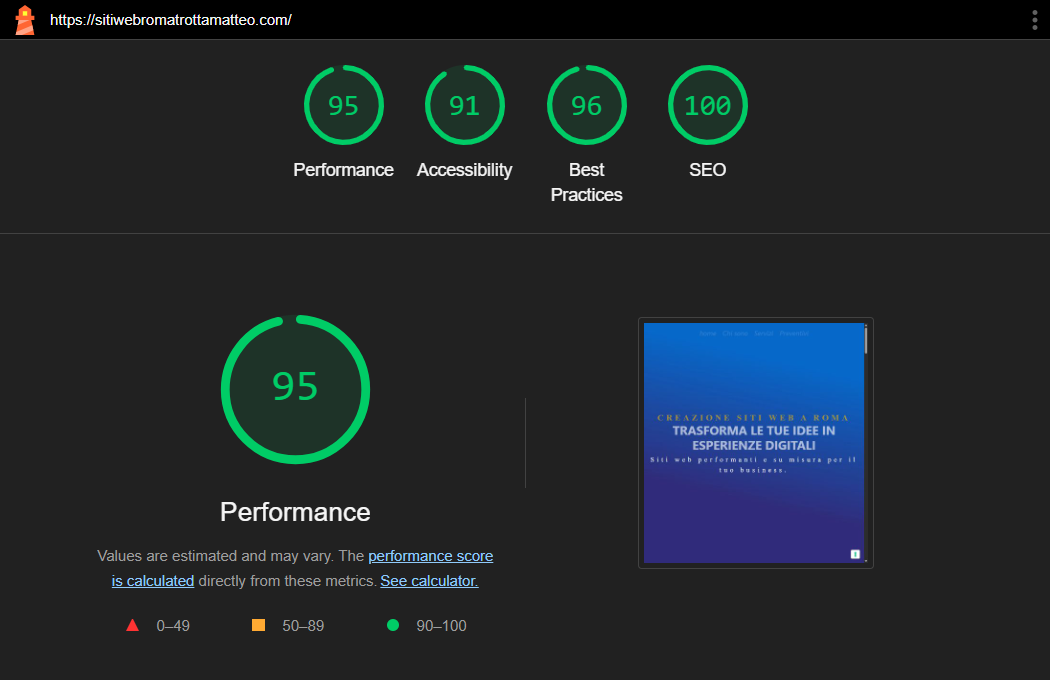 https://sitiwebromatrottamatteo.com/
95
91
96
100
Performance
Accessibility
Best
Practices
SEO
95
Performance
Values are estimated and may vary. The performance score
is calculated directly from these metrics. See calculator.
0–49
50–89
90–100
CREAZIONE SITI WEB A ROMA
TRASFORMA LE TUE IDEE IN
ESPERIENZE DIGITALI
Siti web performanti e su misura per il
tuo business.